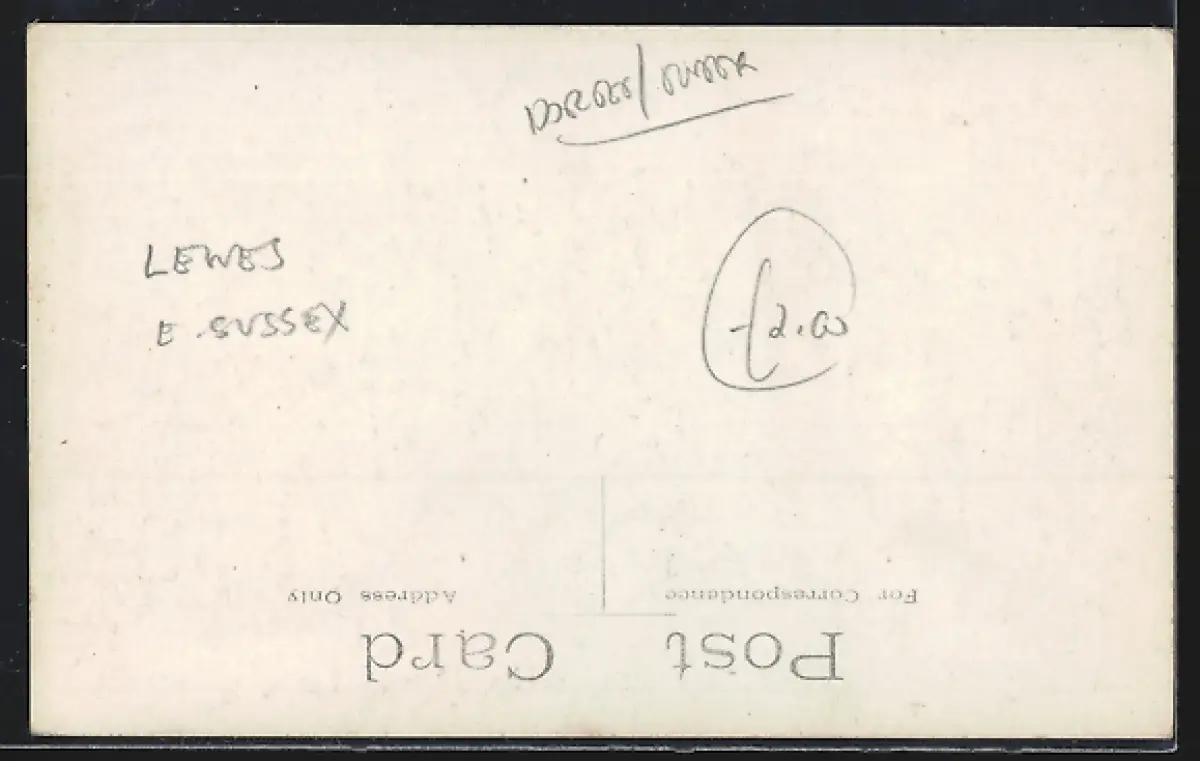 LEWES
E. SUSSEX
£2.00
Post Card
For Correspondence
Address Only